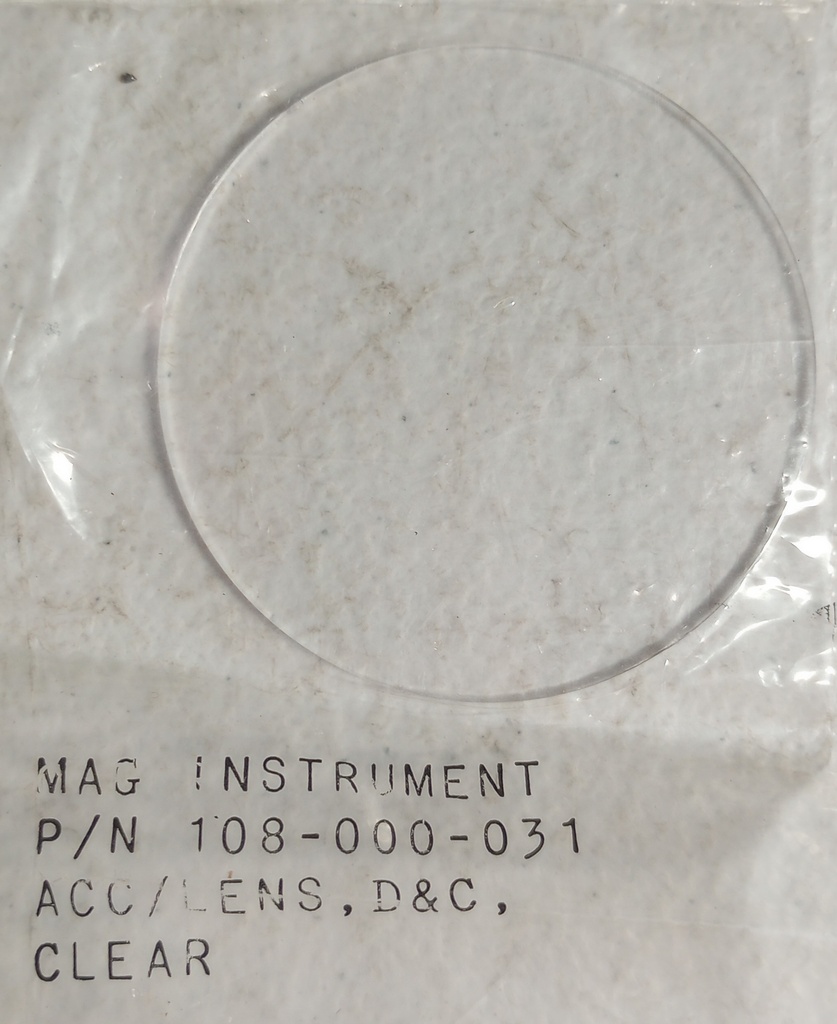 MAG INSTRUMENT
P/N 108-000-031
ACC/LENS,D&C,
CLEAR